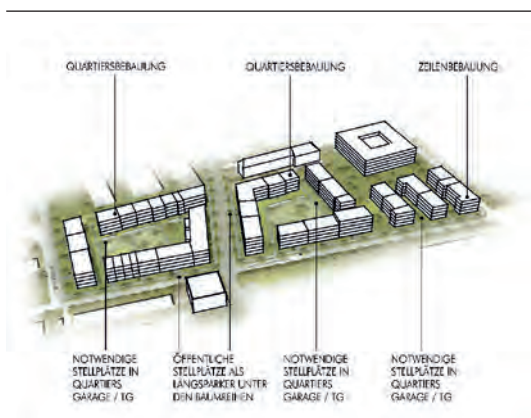 QUARTIERSBEBAUUNG
QUARTIERSBEBAUUNG
ZEILENBEBAUUNG
NOTWENDIGE
STELLPLÄTZE IN
QUARTIERS
GARAGE / TG
ÖFFENTLICHE
STELLPLÄTZE ALS
LÄNGSPARKER UNTER
DEN BAUMREIHEN
NOTWENDIGE
STELLPLÄTZE IN
QUARTIERS
GARAGE / TG
NOTWENDIGE
STELLPLÄTZE IN
QUARTIERS
GARAGE / TG